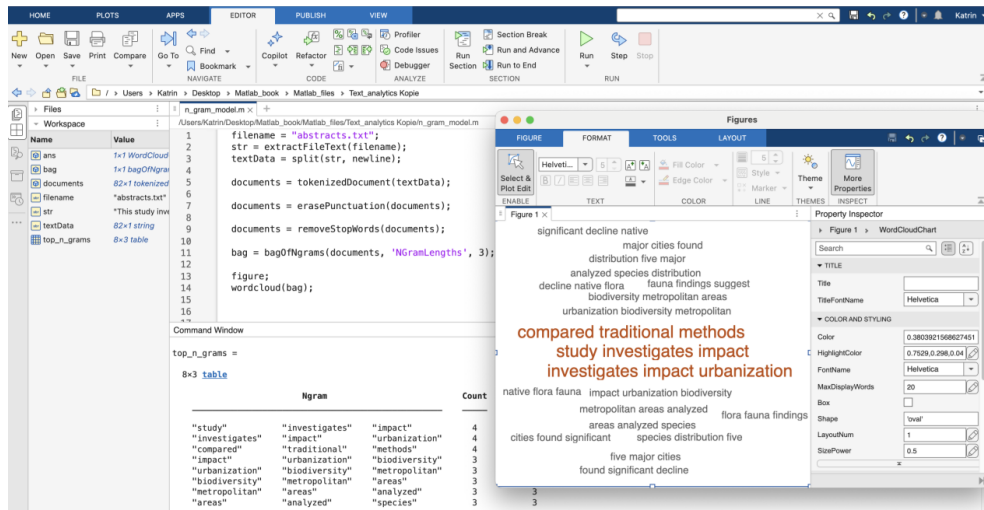 HOME PLOTS APPS EDITOR PUBLISH VIEW Katrin
New Open Save Print Compare Go To Find Bookmark Copilot Refactor Profiler Code Issues Debugger Run Section Section Break Run and Advance Run to End Run Step Stop
FILE NAVIGATE CODE ANALYZE SECTION RUN
/ › Users › Katrin › Desktop › Matlab_book › Matlab_files › Text_analytics Kopie
Files
Workspace
Name Value
ans 1×1 WordCloud
bag 1×1 bagOfNgra
documents 82×1 tokenized
filename "abstracts.txt"
str "This study inve
textData 82×1 string
top_n_grams 8×3 table
n_gram_model.m × +
/Users/Katrin/Desktop/Matlab_book/Matlab_files/Text_analytics Kopie/n_gram_model.m
1 filename = "abstracts.txt";
2 str = extractFileText(filename);
3 textData = split(str, newline);
4
5 documents = tokenizedDocument(textData);
6
7 documents = erasePunctuation(documents);
8
9 documents = removeStopWords(documents);
10
11 bag = bagOfNgrams(documents, 'NGramLengths', 3);
12
13 figure;
14 wordcloud(bag);
15
16
17
Command Window
top_n_grams =
8×3 table
Ngram Count
"study" "investigates" "impact" 4
"investigates" "impact" "urbanization" 4
"compared" "traditional" "methods" 4
"impact" "urbanization" "biodiversity" 3
"urbanization" "biodiversity" "metropolitan" 3
"biodiversity" "metropolitan" "areas" 3
"metropolitan" "areas" "analyzed" 3 3
"areas" "analyzed" "species" 3 3
Figures
FIGURE FORMAT TOOLS LAYOUT
Select & Plot Edit Helveti... 5 B Fill Color Edge Color 6 Style Marker Theme More Properties
ENABLE TEXT COLOR LINE THEMES INSPECT
Figure 1 ×
significant decline native
major cities found
distribution five major
analyzed species distribution
decline native flora fauna findings suggest
biodiversity metropolitan areas
urbanization biodiversity metropolitan
compared traditional methods
study investigates impact
investigates impact urbanization
native flora fauna impact urbanization biodiversity
metropolitan areas analyzed flora fauna findings
areas analyzed species
cities found significant species distribution five
five major cities
found significant decline
Property Inspector
Figure 1 › WordCloudChart
Search
TITLE
Title
TitleFontName Helvetica
COLOR AND STYLING
Color 0.3803921568627451
HighlightColor 0.7529,0.298,0.04
FontName Helvetica
MaxDisplayWords 20
Box
Shape 'oval'
LayoutNum 1
SizePower 0.5